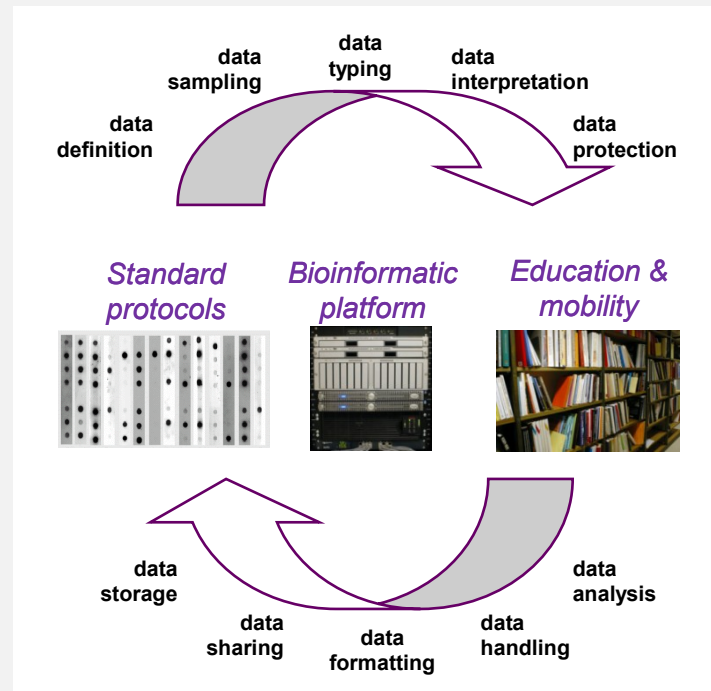 data
typing
data
sampling
data
interpretation
data
definition
data
protection
Standard
protocols
Bioinformatic
platform
Education &
mobility
data
storage
data
analysis
data
sharing
data
handling
data
formatting